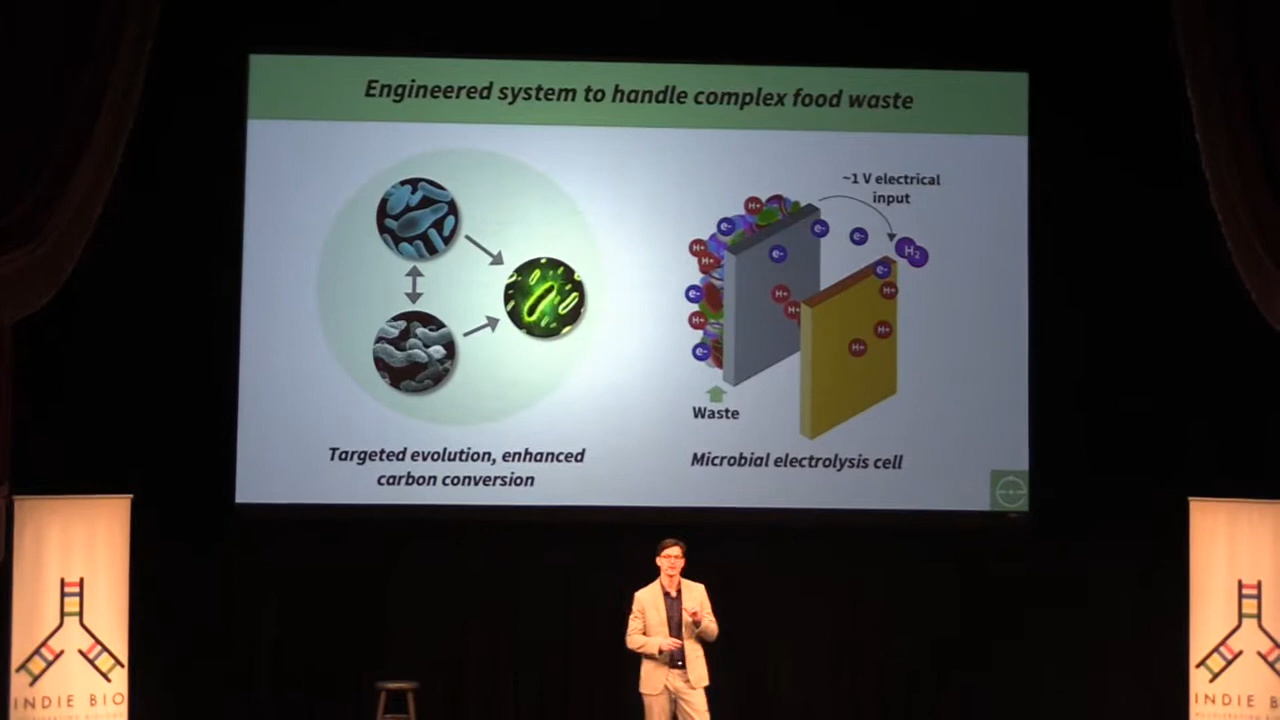 Engineered system to handle complex food waste
~1 V electrical
input
H+
e-
e-
e-
H₂
H+
H+
e-
e-
e-
H+
H+
H+
H+
H+
e-
H+
Waste
Targeted evolution, enhanced
carbon conversion
Microbial electrolysis cell
INDIE BIO
INDIE B